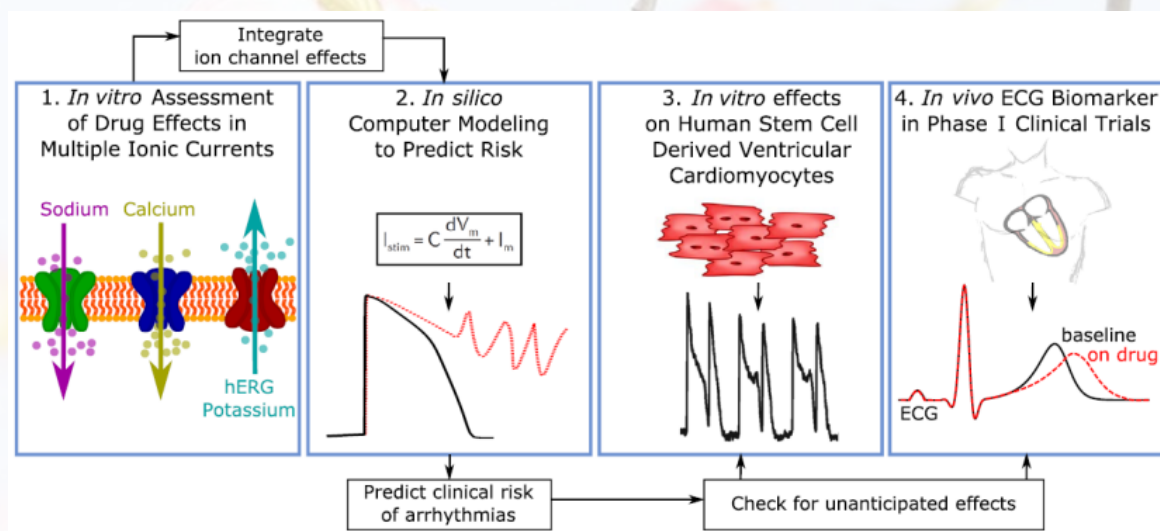 Integrate
ion channel effects
1. In vitro Assessment
of Drug Effects in
Multiple Ionic Currents
Sodium
Calcium
hERG
Potassium
2. In silico
Computer Modeling
to Predict Risk
I_stim = C dV_m/dt + I_m
3. In vitro effects
on Human Stem Cell
Derived Ventricular
Cardiomyocytes
4. In vivo ECG Biomarker
in Phase I Clinical Trials
baseline
on drug
ECG
Predict clinical risk
of arrhythmias
Check for unanticipated effects